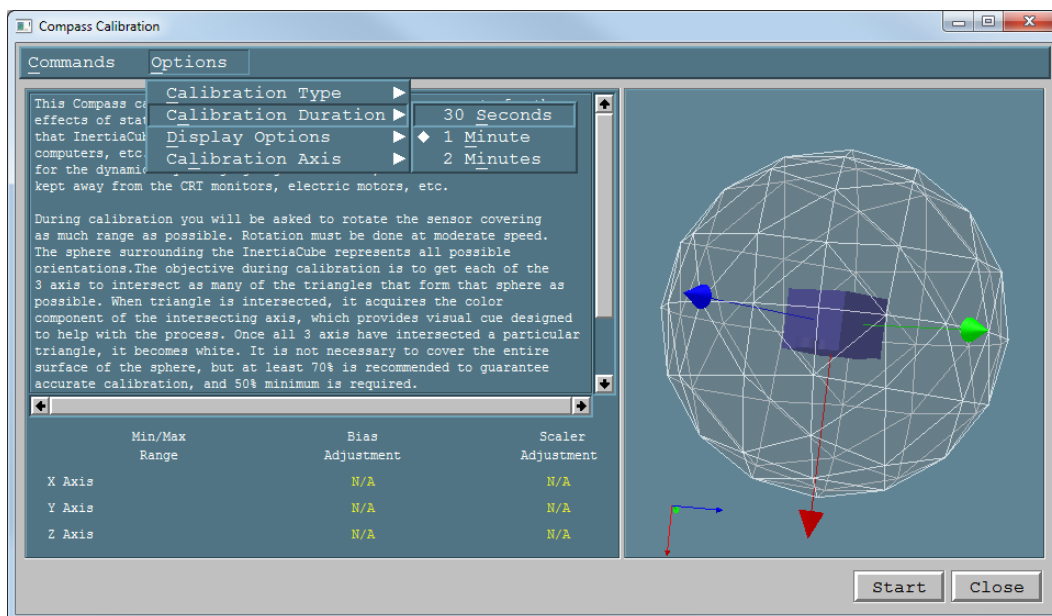 Compass Calibration
Commands Options
Calibration Type
Calibration Duration
Display Options
Calibration Axis
30 Seconds
1 Minute
2 Minutes
This Compass
effects of
that
computers, etc
for the dynamic
kept away from the CRT monitors, electric motors, etc.
During calibration you will be asked to rotate the sensor covering
as much range as possible. Rotation must be done at moderate speed.
The sphere surrounding the InertiaCube represents all possible
orientations.The objective during calibration is to get each of the
3 axis to intersect as many of the triangles that form that sphere as
possible. When triangle is intersected, it acquires the color
component of the intersecting axis, which provides visual cue designed
to help with the process. Once all 3 axis have intersected a particular
triangle, it becomes white. It is not necessary to cover the entire
surface of the sphere, but at least 70% is recommended to guarantee
accurate calibration, and 50% minimum is required.
Min/Max Bias Scaler
Range Adjustment Adjustment
X Axis N/A N/A
Y Axis N/A N/A
Z Axis N/A N/A
Start Close